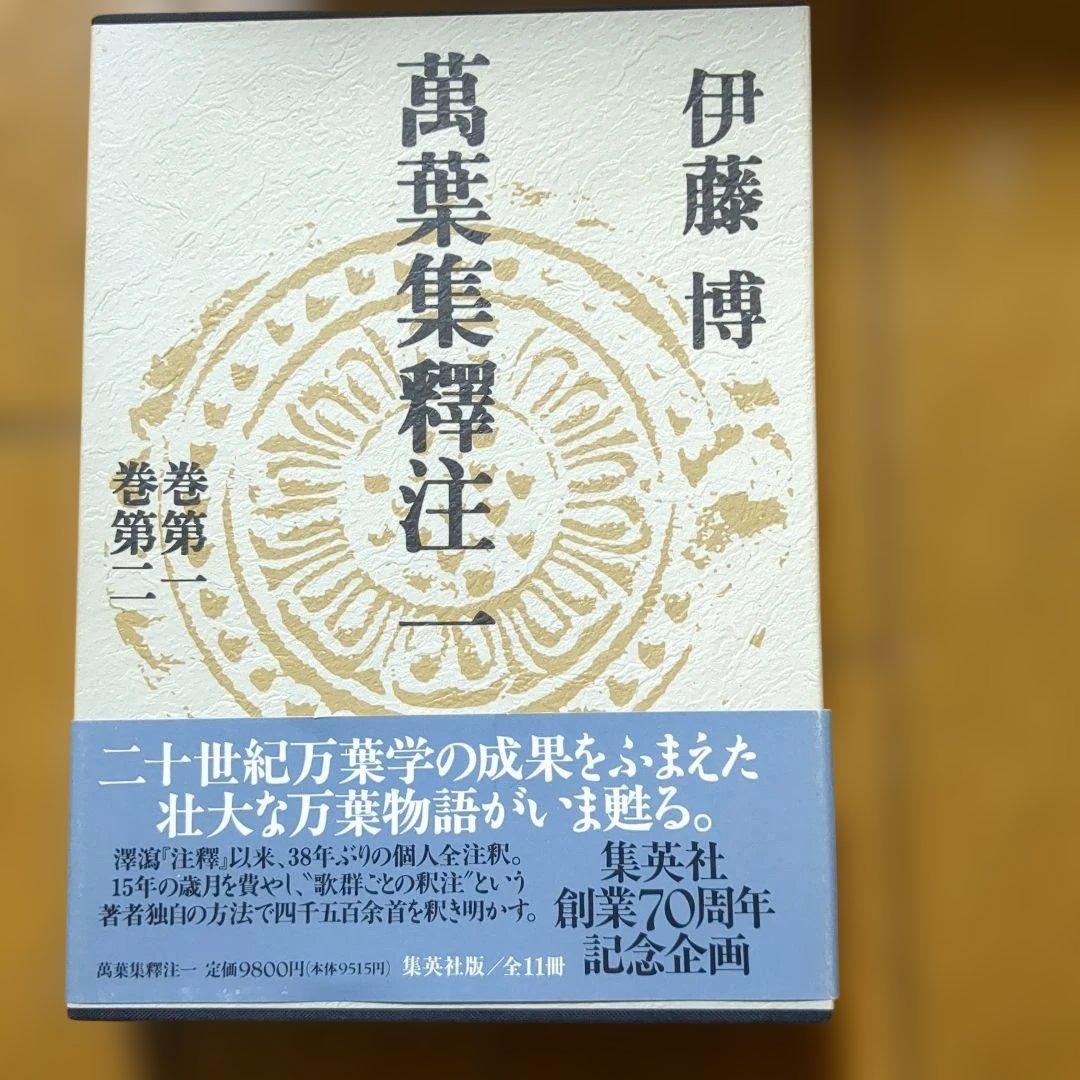 伊藤 博
萬葉集釋注 一
巻第一
巻第二
二十世紀万葉学の成果をふまえた
壮大な万葉物語がいま甦る。
澤瀉『注釋』以来、38年ぶりの個人全注釈。
15年の歳月を費やし、〝歌群ごとの釈注〟という
著者独自の方法で四千五百余首を釈き明かす。
集英社
創業70周年
記念企画
萬葉集釋注一 定価9800円(本体9515円) 集英社版/全11冊